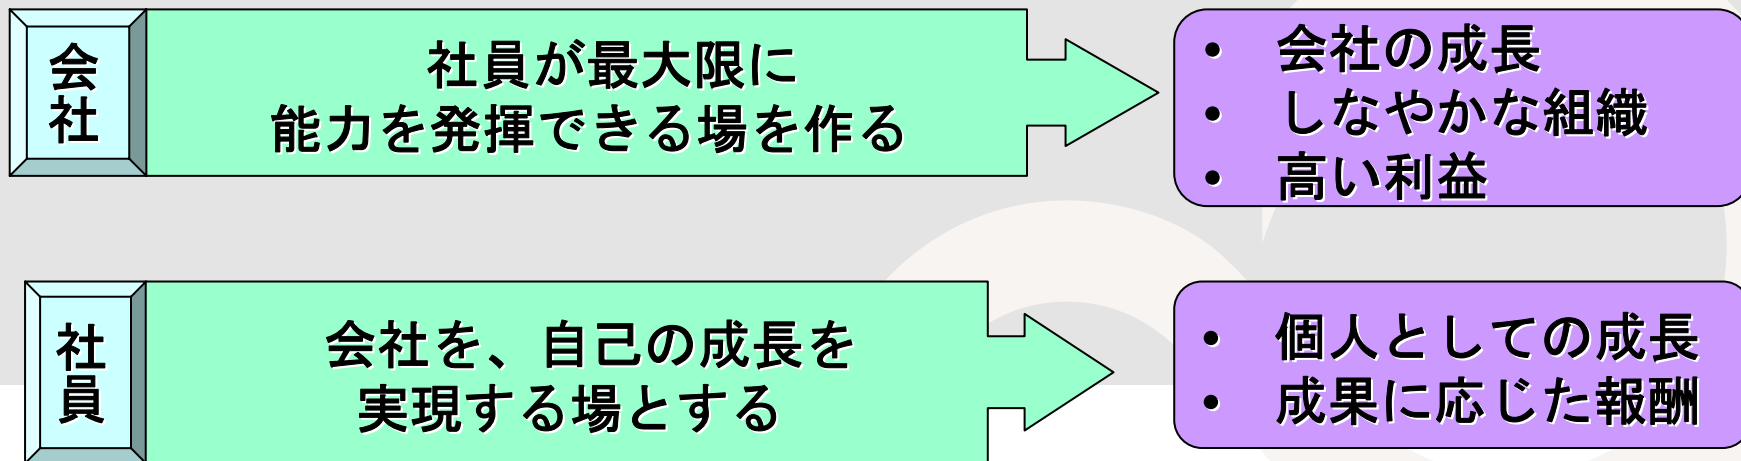 会社
社員が最大限に
能力を発揮できる場を作る
• 会社の成長
• しなやかな組織
• 高い利益
社員
会社を、自己の成長を
実現する場とする
• 個人としての成長
• 成果に応じた報酬